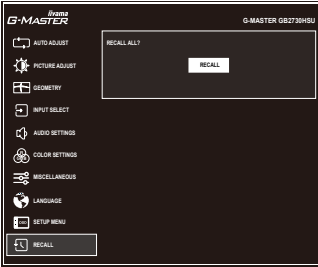 iiyama
G-MASTER
G-MASTER GB2730HSU
AUTO ADJUST
PICTURE ADJUST
GEOMETRY
INPUT SELECT
AUDIO SETTINGS
COLOR SETTINGS
MISCELLANEOUS
LANGUAGE
OSD
SETUP MENU
RECALL
RECALL ALL?
RECALL